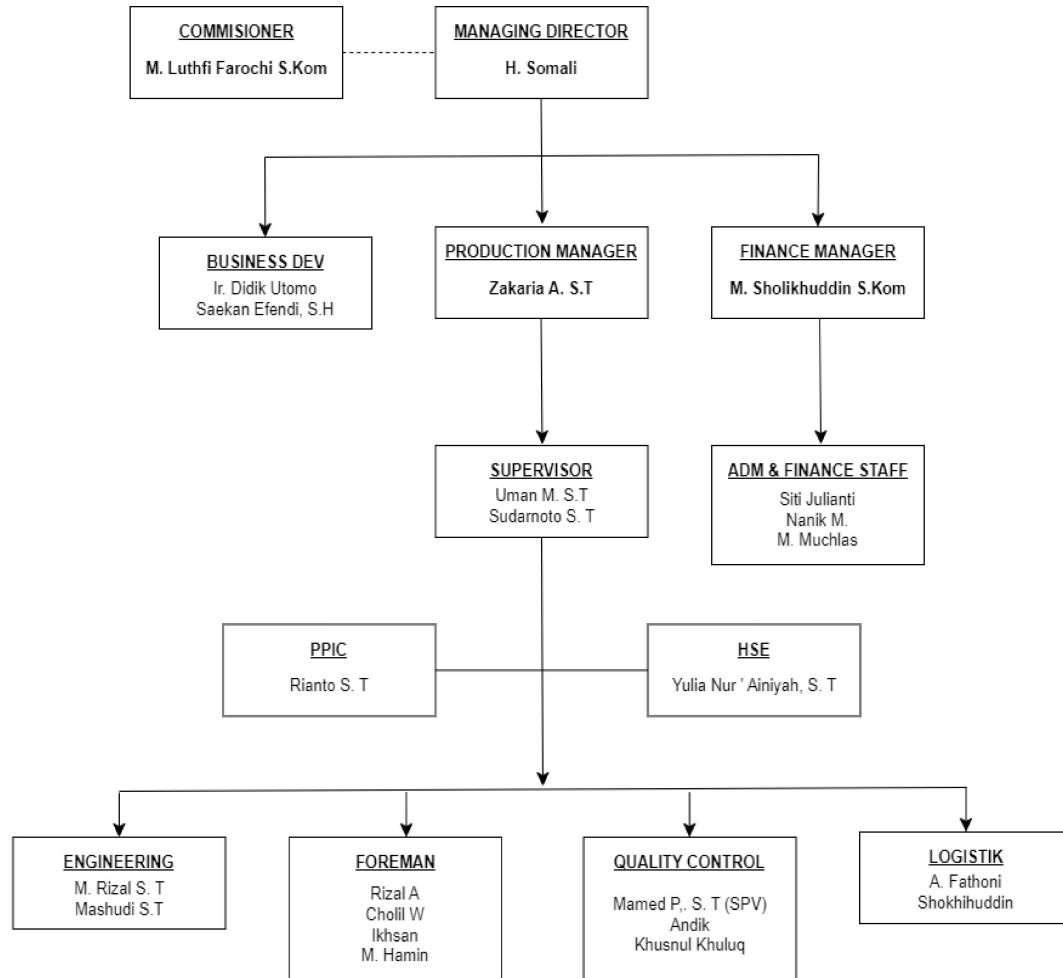 COMMISIONER
M. Luthfi Farochi S.Kom
MANAGING DIRECTOR
H. Somali
BUSINESS DEV
Ir. Didik Utomo
Saekan Efendi, S.H
PRODUCTION MANAGER
Zakaria A. S.T
FINANCE MANAGER
M. Sholikhuddin S.Kom
SUPERVISOR
Uman M. S.T
Sudarnoto S. T
ADM & FINANCE STAFF
Siti Julianti
Nanik M.
M. Muchlas
PPIC
Rianto S. T
HSE
Yulia Nur ' Ainiyah, S. T
ENGINEERING
M. Rizal S. T
Mashudi S.T
FOREMAN
Rizal A
Cholil W
Ikhsan
M. Hamin
QUALITY CONTROL
Mamed P,. S. T (SPV)
Andik
Khusnul Khuluq
LOGISTIK
A. Fathoni
Shokhihuddin